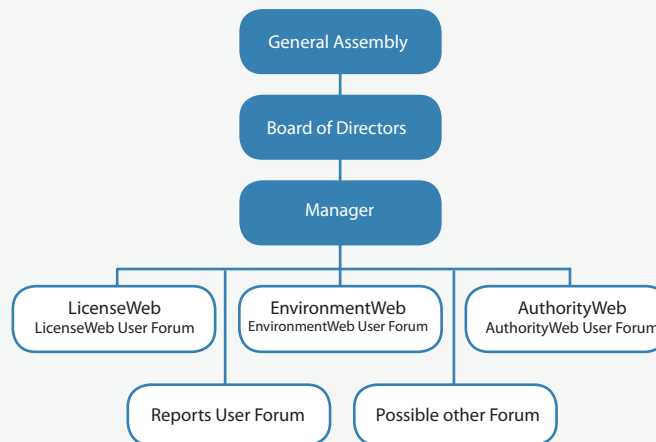 General Assembly
Board of Directors
Manager
LicenseWeb
LicenseWeb User Forum
EnvironmentWeb
EnvironmentWeb User Forum
AuthorityWeb
AuthorityWeb User Forum
Reports User Forum
Possible other Forum